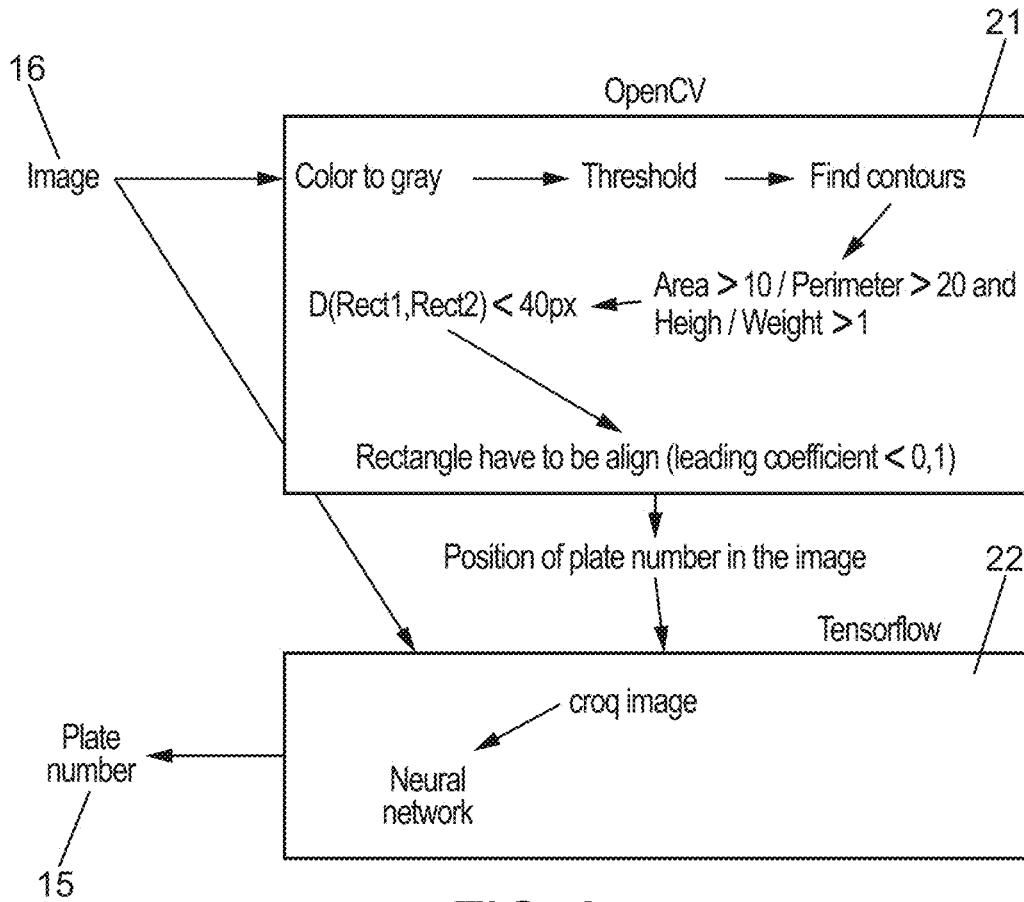 21
16
OpenCV
Image
Color to gray
Threshold
Find contours
Area > 10 / Perimeter > 20 and
Heigh / Weight > 1
D(Rect1,Rect2) < 40px
Rectangle have to be align (leading coefficient < 0,1)
Position of plate number in the image
22
Tensorflow
croq image
Neural
network
Plate
number
15